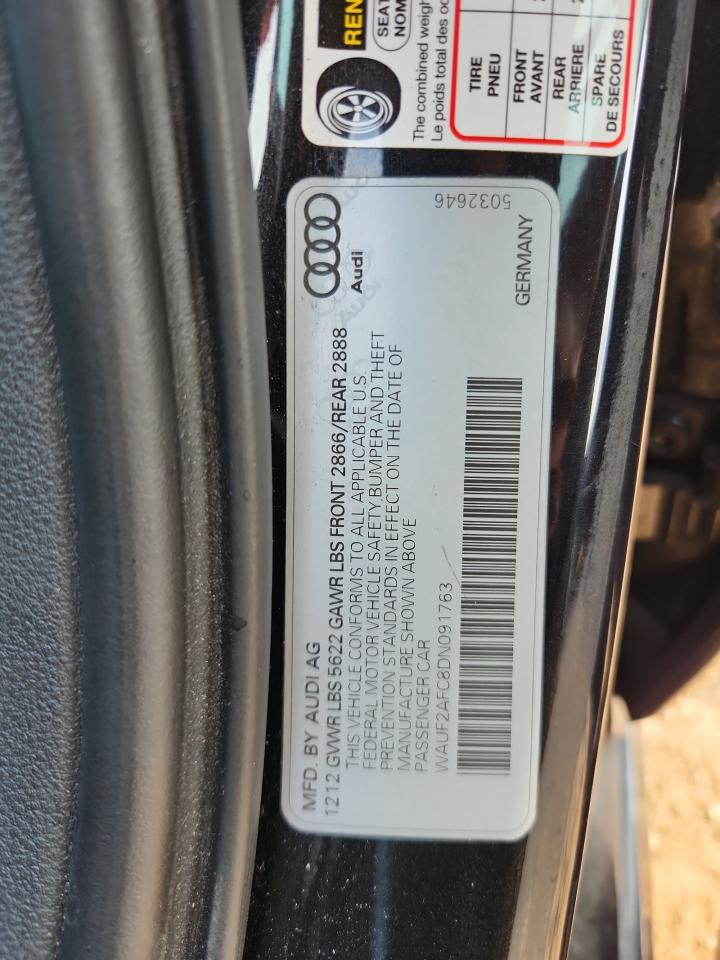 REN
SEAT
NOM
The combined weigh
Le poids total des oc
TIRE
PNEU
FRONT
AVANT
REAR
ARRIERE
SPARE
DE SECOURS
Audi
MFD. BY AUDI AG
1212 GVWR LBS 5622 GAWR LBS FRONT 2866/REAR 2888
THIS VEHICLE CONFORMS TO ALL APPLICABLE U.S.
FEDERAL MOTOR VEHICLE SAFETY,BUMPER AND THEFT
PREVENTION STANDARDS IN EFFECT ON THE DATE OF
MANUFACTURE SHOWN ABOVE
PASSENGER CAR
WAUF2AFC8DN091763
GERMANY
5032646